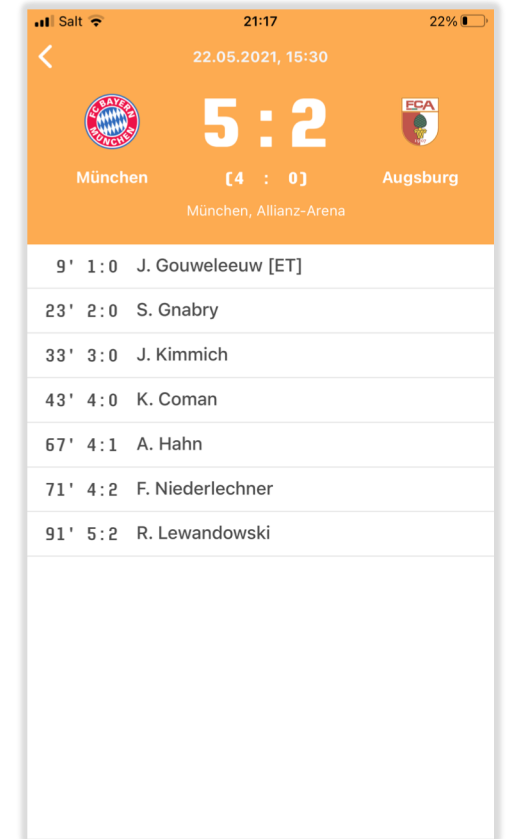 Salt 21:17 22%
22.05.2021, 15:30
FC BAYERN MÜNCHEN
5:2
FCA
1907
München (4 : 0) Augsburg
München, Allianz-Arena
9' 1:0 J. Gouweleeuw [ET]
23' 2:0 S. Gnabry
33' 3:0 J. Kimmich
43' 4:0 K. Coman
67' 4:1 A. Hahn
71' 4:2 F. Niederlechner
91' 5:2 R. Lewandowski